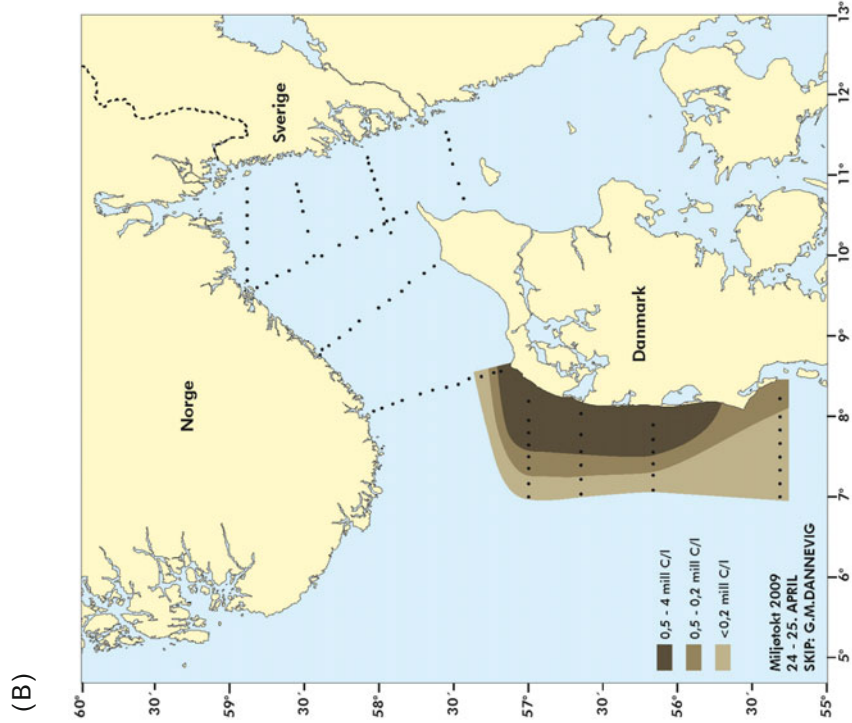 (B)
60°
30´
59°
30´
58°
30´
57°
30´
56°
30´
55°
Norge
Sverige
Danmark
0,5 - 4 mill C/l
0,5 - 0,2 mill C/l
<0,2 mill C/l
Miljøtokt 2009
24 - 25. APRIL
SKIP: G.M.DANNEVIG
5° 6° 7° 8° 9° 10° 11° 12° 13°